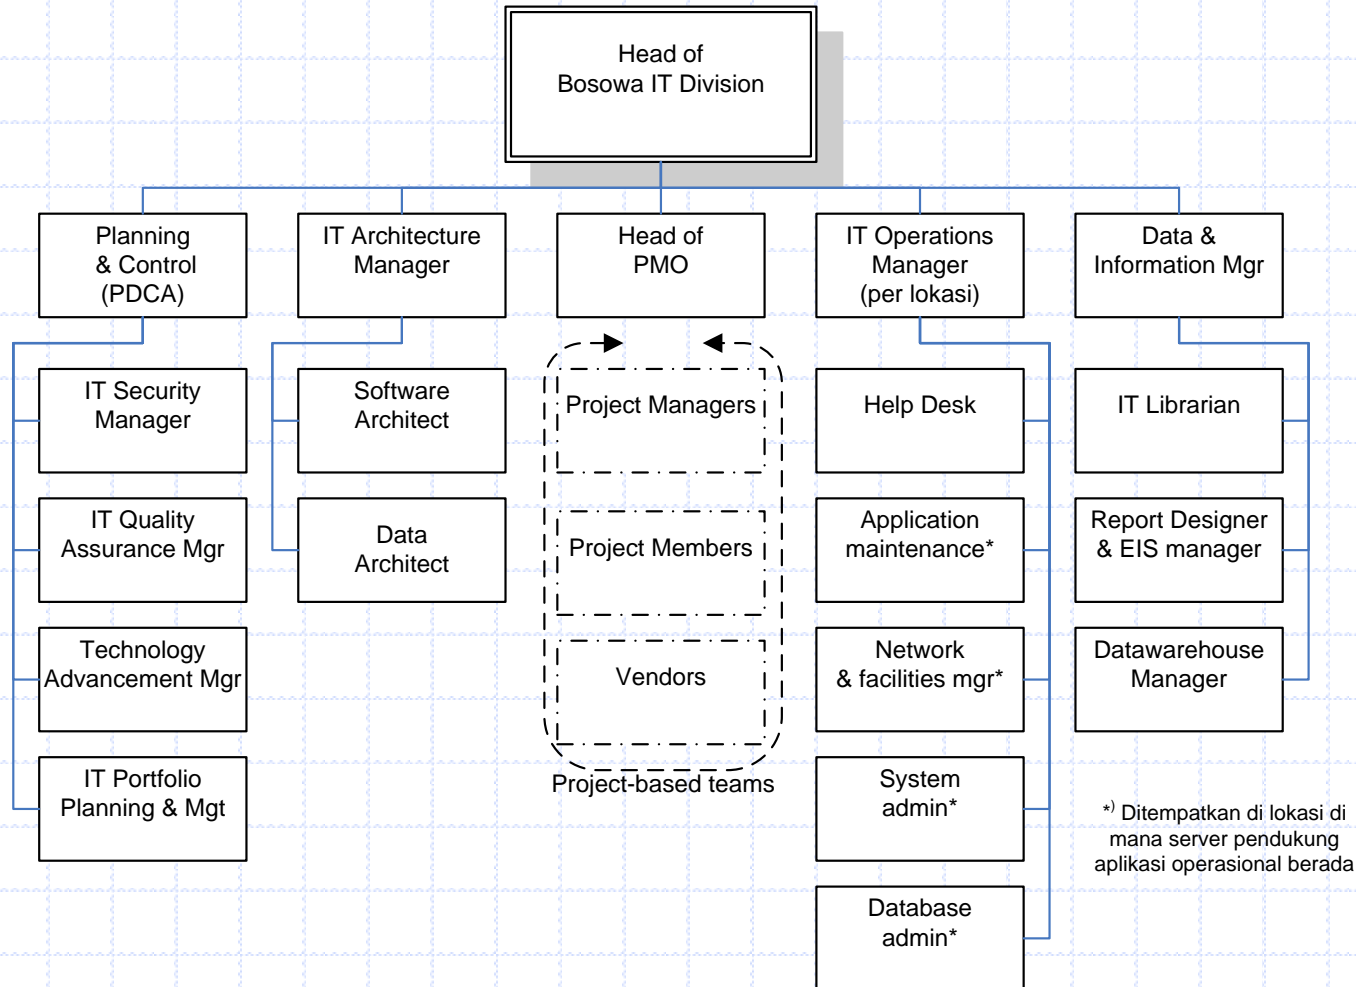 Head of
Bosowa IT Division
Planning
& Control
(PDCA)
IT Architecture
Manager
Head of
PMO
IT Operations
Manager
(per lokasi)
Data &
Information Mgr
IT Security
Manager
Software
Architect
Project Managers
Help Desk
IT Librarian
IT Quality
Assurance Mgr
Data
Architect
Project Members
Application
maintenance*
Report Designer
& EIS manager
Technology
Advancement Mgr
Vendors
Network
& facilities mgr*
Datawarehouse
Manager
IT Portfolio
Planning & Mgt
Project-based teams
System
admin*
*) Ditempatkan di lokasi di
mana server pendukung
aplikasi operasional berada
Database
admin*